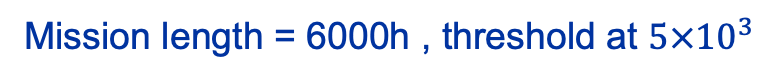 Mission length = 6000h , threshold at 5×10³